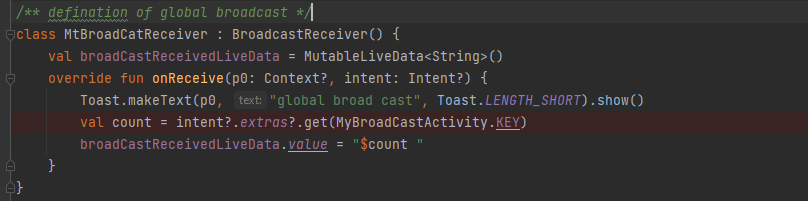 /** defination of global broadcast */
class MtBroadCatReceiver : BroadcastReceiver() {
    val broadCastReceivedLiveData = MutableLiveData<String>()
    override fun onReceive(p0: Context?, intent: Intent?) {
        Toast.makeText(p0, text: "global broad cast", Toast.LENGTH_SHORT).show()
        val count = intent?.extras?.get(MyBroadCastActivity.KEY)
        broadCastReceivedLiveData.value = "$count "
    }
}